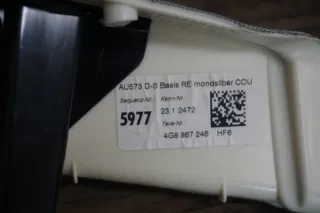 AU573 D-S Basis RE mondsilber COU
Sequenz-Nr. Kenn-Nr.
5977 23 1 2472
Teile-Nr.
4G8 867 246 HF6